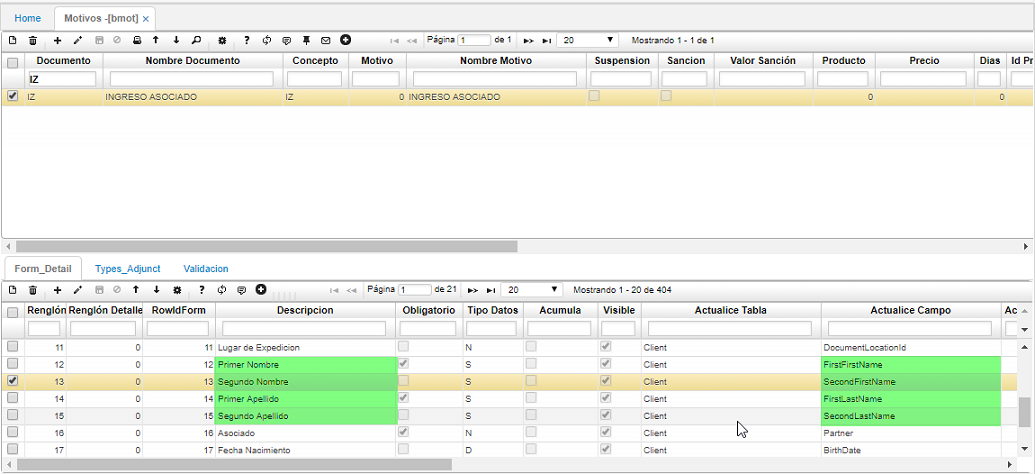 Home Motivos -[bmot] ×
Página 1 de 1 20 Mostrando 1 - 1 de 1
Documento Nombre Documento Concepto Motivo Nombre Motivo Suspension Sancion Valor Sanción Producto Precio Dias Id Pr
IZ
IZ INGRESO ASOCIADO IZ 0 INGRESO ASOCIADO 0 0
Form_Detail Types_Adjunct Validacion
Página 1 de 21 20 Mostrando 1 - 20 de 404
Renglón Renglón Detalle RowIdForm Descripcion Obligatorio Tipo Datos Acumula Visible Actualice Tabla Actualice Campo Ac
11 0 11 Lugar de Expedicion N Client DocumentLocationId
12 0 12 Primer Nombre S Client FirstFirstName
13 0 13 Segundo Nombre S Client SecondFirstName
14 0 14 Primer Apellido S Client FirstLastName
15 0 15 Segundo Apellido S Client SecondLastName
16 0 16 Asociado N Client Partner
17 0 17 Fecha Nacimiento D Client BirthDate